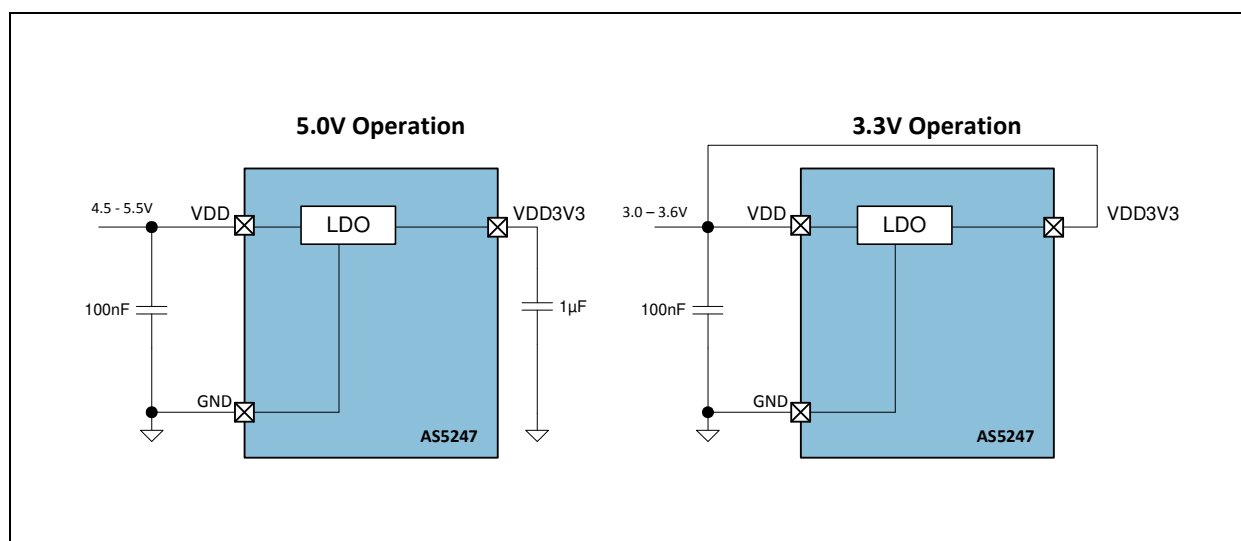 5.0V Operation
4.5 - 5.5V
VDD
LDO
VDD3V3
100nF
1µF
GND
AS5247
3.3V Operation
3.0 – 3.6V
VDD
LDO
VDD3V3
100nF
GND
AS5247